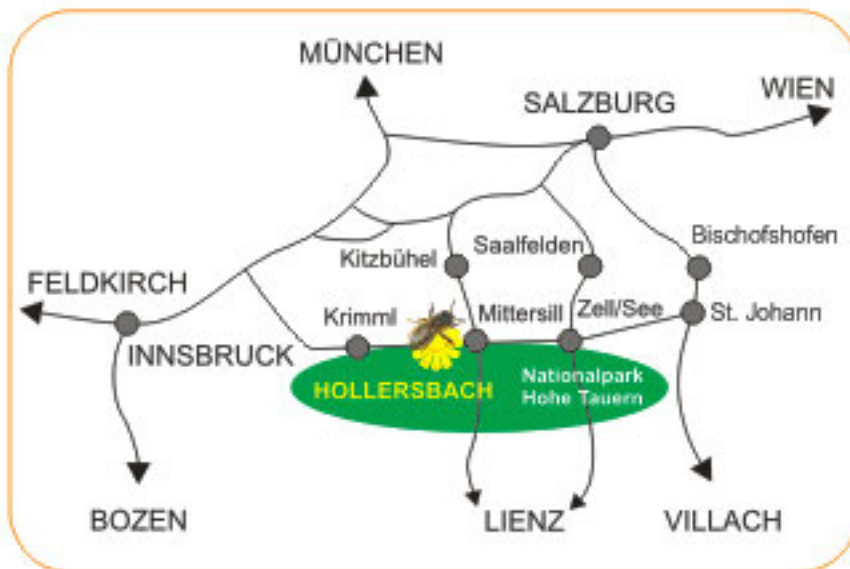 MÜNCHEN
SALZBURG
WIEN
Bischofshofen
Kitzbühel
Saalfelden
FELDKIRCH
Krimml
Mittersill
Zell/See
St. Johann
INNSBRUCK
HOLLERSBACH
Nationalpark
Hohe Tauern
BOZEN
LIENZ
VILLACH